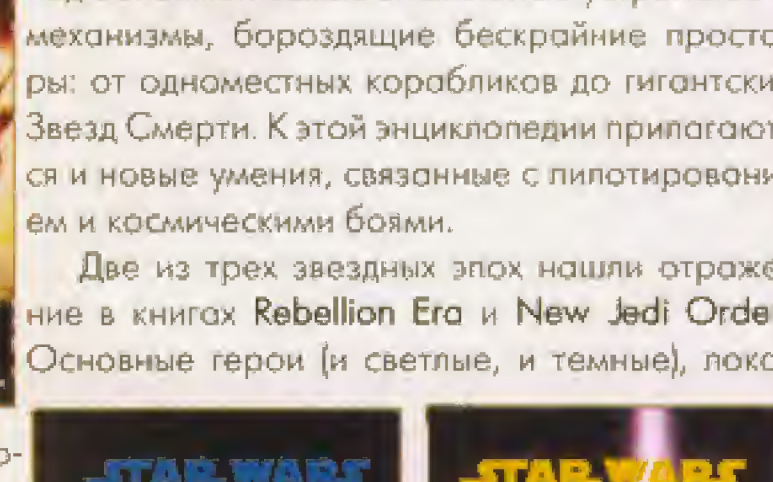 механизмы, бороздящие бескрайние просто
ры: от одноместных корабликов до гигантски
Звезд Смерти. К этой энциклопедии прилагают
ся и новые умения, связанные с пилотировани
ем и космическими боями.
Две из трех звездных эпох нашли отраже
ние в книгах Rebellion Era и New Jedi Orde
Основные герои (и светлые, и темные), пока
STAR WARS STAR WARS